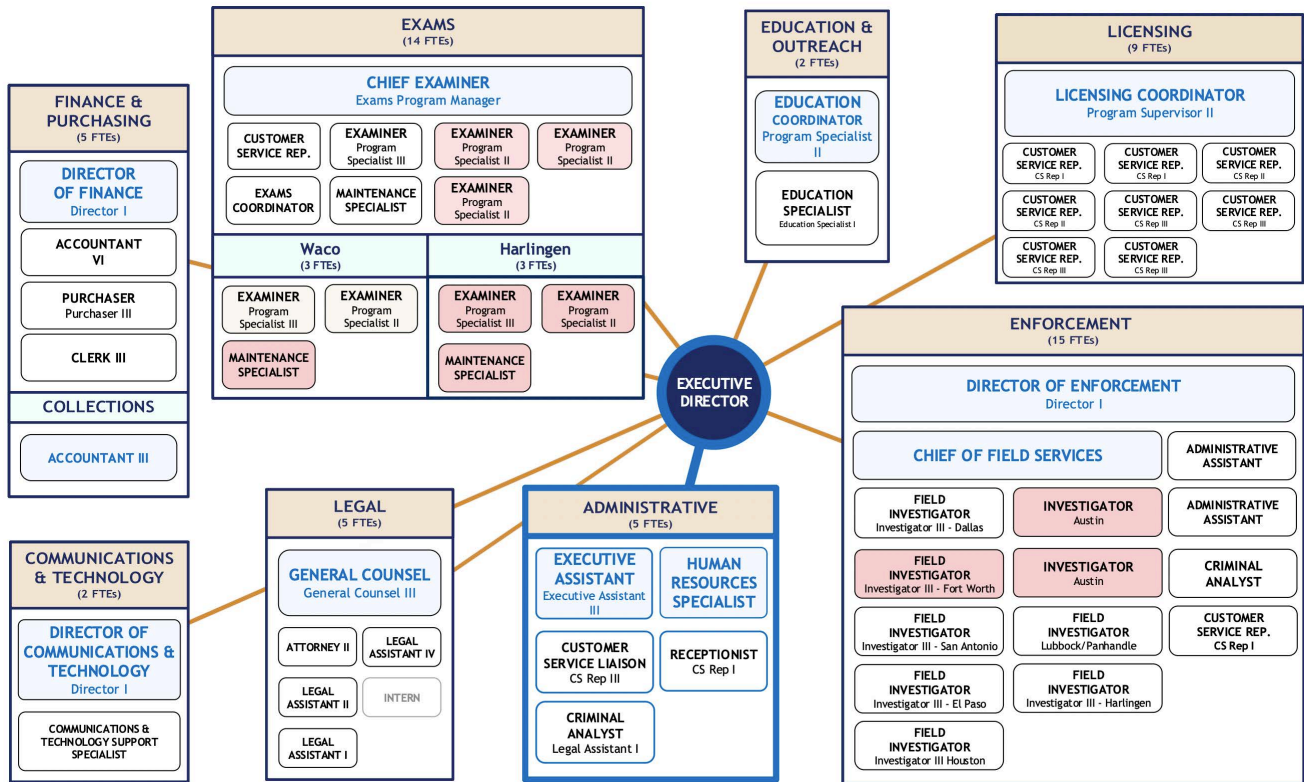 FINANCE &
PURCHASING
(5 FTEs)
DIRECTOR
OF FINANCE
Director I
ACCOUNTANT
VI
PURCHASER
Purchaser III
CLERK III
COLLECTIONS
ACCOUNTANT III
COMMUNICATIONS
& TECHNOLOGY
(2 FTEs)
DIRECTOR OF
COMMUNICATIONS &
TECHNOLOGY
Director I
COMMUNICATIONS &
TECHNOLOGY SUPPORT
SPECIALIST
EXAMS
(14 FTEs)
CHIEF EXAMINER
Exams Program Manager
CUSTOMER
SERVICE REP.
EXAMINER
Program
Specialist III
EXAMINER
Program
Specialist II
EXAMINER
Program
Specialist II
EXAMS
COORDINATOR
MAINTENANCE
SPECIALIST
EXAMINER
Program
Specialist II
Waco
(3 FTEs)
EXAMINER
Program
Specialist III
EXAMINER
Program
Specialist II
MAINTENANCE
SPECIALIST
Harlingen
(3 FTEs)
EXAMINER
Program
Specialist III
EXAMINER
Program
Specialist II
MAINTENANCE
SPECIALIST
EDUCATION &
OUTREACH
(2 FTEs)
EDUCATION
COORDINATOR
Program Specialist
II
EDUCATION
SPECIALIST
Education Specialist I
LICENSING
(9 FTEs)
LICENSING COORDINATOR
Program Supervisor II
CUSTOMER
SERVICE REP.
CS Rep I
CUSTOMER
SERVICE REP.
CS Rep I
CUSTOMER
SERVICE REP.
CS Rep II
CUSTOMER
SERVICE REP.
CS Rep II
CUSTOMER
SERVICE REP.
CS Rep III
CUSTOMER
SERVICE REP.
CS Rep III
CUSTOMER
SERVICE REP.
CS Rep III
CUSTOMER
SERVICE REP.
CS Rep III
EXECUTIVE
DIRECTOR
LEGAL
(5 FTEs)
GENERAL COUNSEL
General Counsel III
ATTORNEY II
LEGAL
ASSISTANT IV
LEGAL
ASSISTANT II
INTERN
LEGAL
ASSISTANT I
ADMINISTRATIVE
(5 FTEs)
EXECUTIVE
ASSISTANT
Executive Assistant
III
HUMAN
RESOURCES
SPECIALIST
CUSTOMER
SERVICE LIAISON
CS Rep III
RECEPTIONIST
CS Rep I
CRIMINAL
ANALYST
Legal Assistant I
ENFORCEMENT
(15 FTEs)
DIRECTOR OF ENFORCEMENT
Director I
CHIEF OF FIELD SERVICES
ADMINISTRATIVE
ASSISTANT
FIELD
INVESTIGATOR
Investigator III - Dallas
INVESTIGATOR
Austin
ADMINISTRATIVE
ASSISTANT
FIELD
INVESTIGATOR
Investigator III - Fort Worth
INVESTIGATOR
Austin
CRIMINAL
ANALYST
FIELD
INVESTIGATOR
Investigator III - San Antonio
FIELD
INVESTIGATOR
Lubbock/Panhandle
CUSTOMER
SERVICE REP.
CS Rep I
FIELD
INVESTIGATOR
Investigator III - El Paso
FIELD
INVESTIGATOR
Investigator III - Harlingen
FIELD
INVESTIGATOR
Investigator III Houston